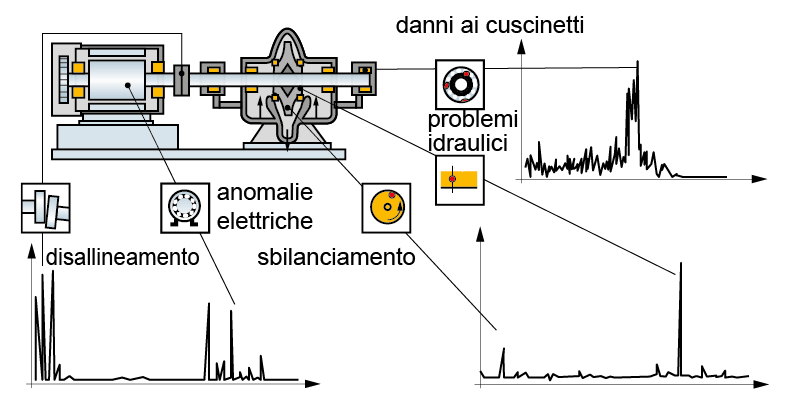 danni ai cuscinetti
problemi
idraulici
anomalie
elettriche
disallineamento
sbilanciamento